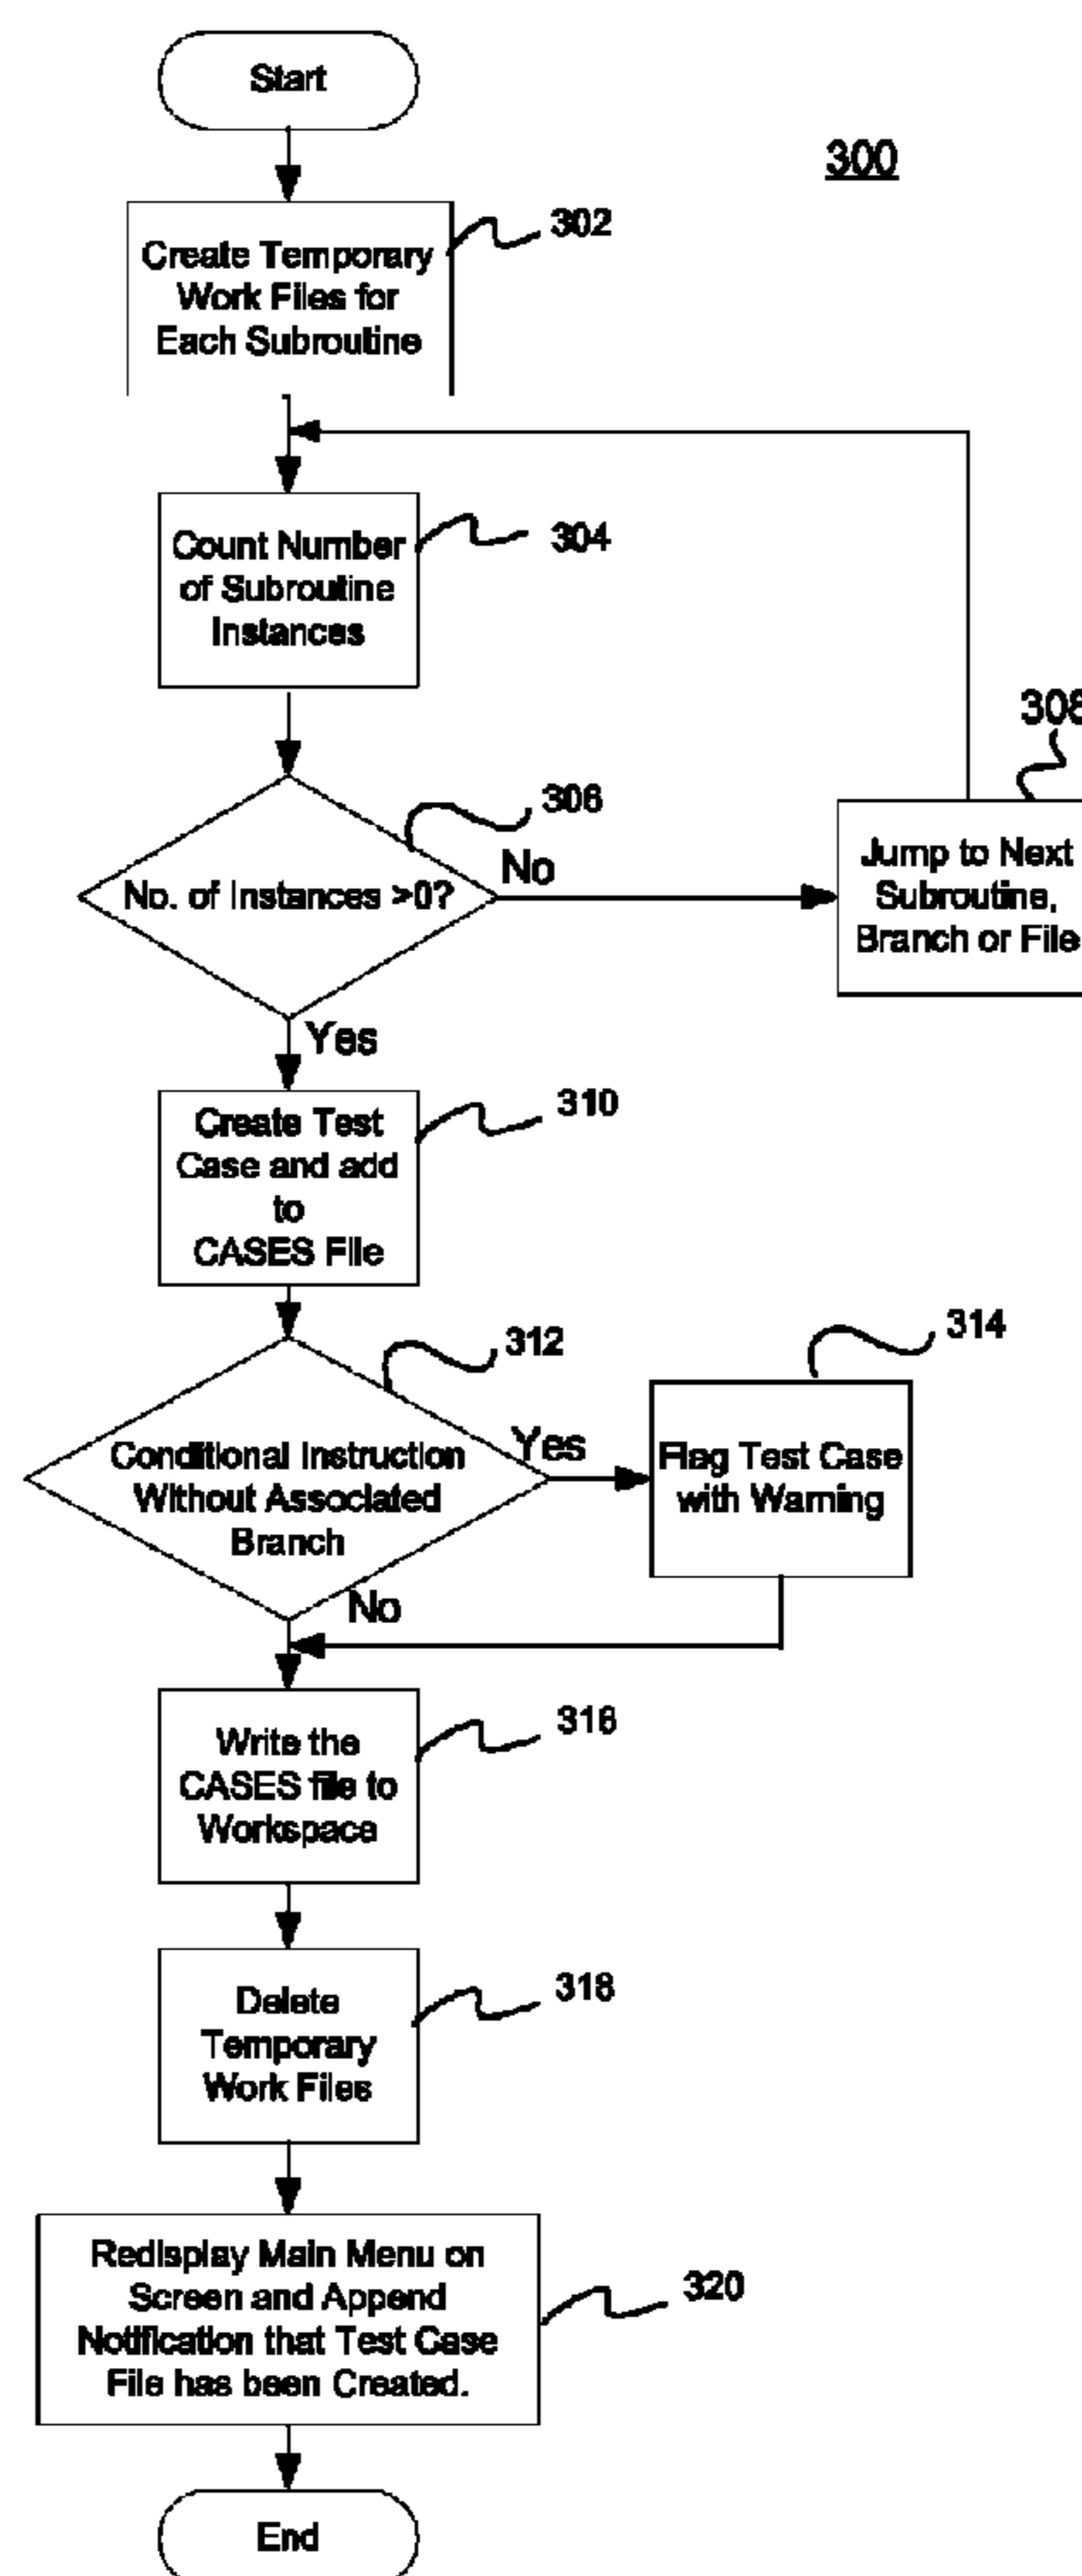 Start
300
302
Create Temporary
Work Files for
Each Subroutine
Count Number
of Subroutine
Instances
304
308
306
No. of Instances >0?
No
Jump to Next
Subroutine,
Branch or File
Yes
310
Create Test
Case and add
to
CASES File
312
314
Conditional Instruction
Without Associated
Branch
Yes
Flag Test Case
with Warning
No
316
Write the
CASES file to
Workspace
318
Delete
Temporary
Work Files
320
Redisplay Main Menu on
Screen and Append
Notification that Test Case
File has been Created.
End